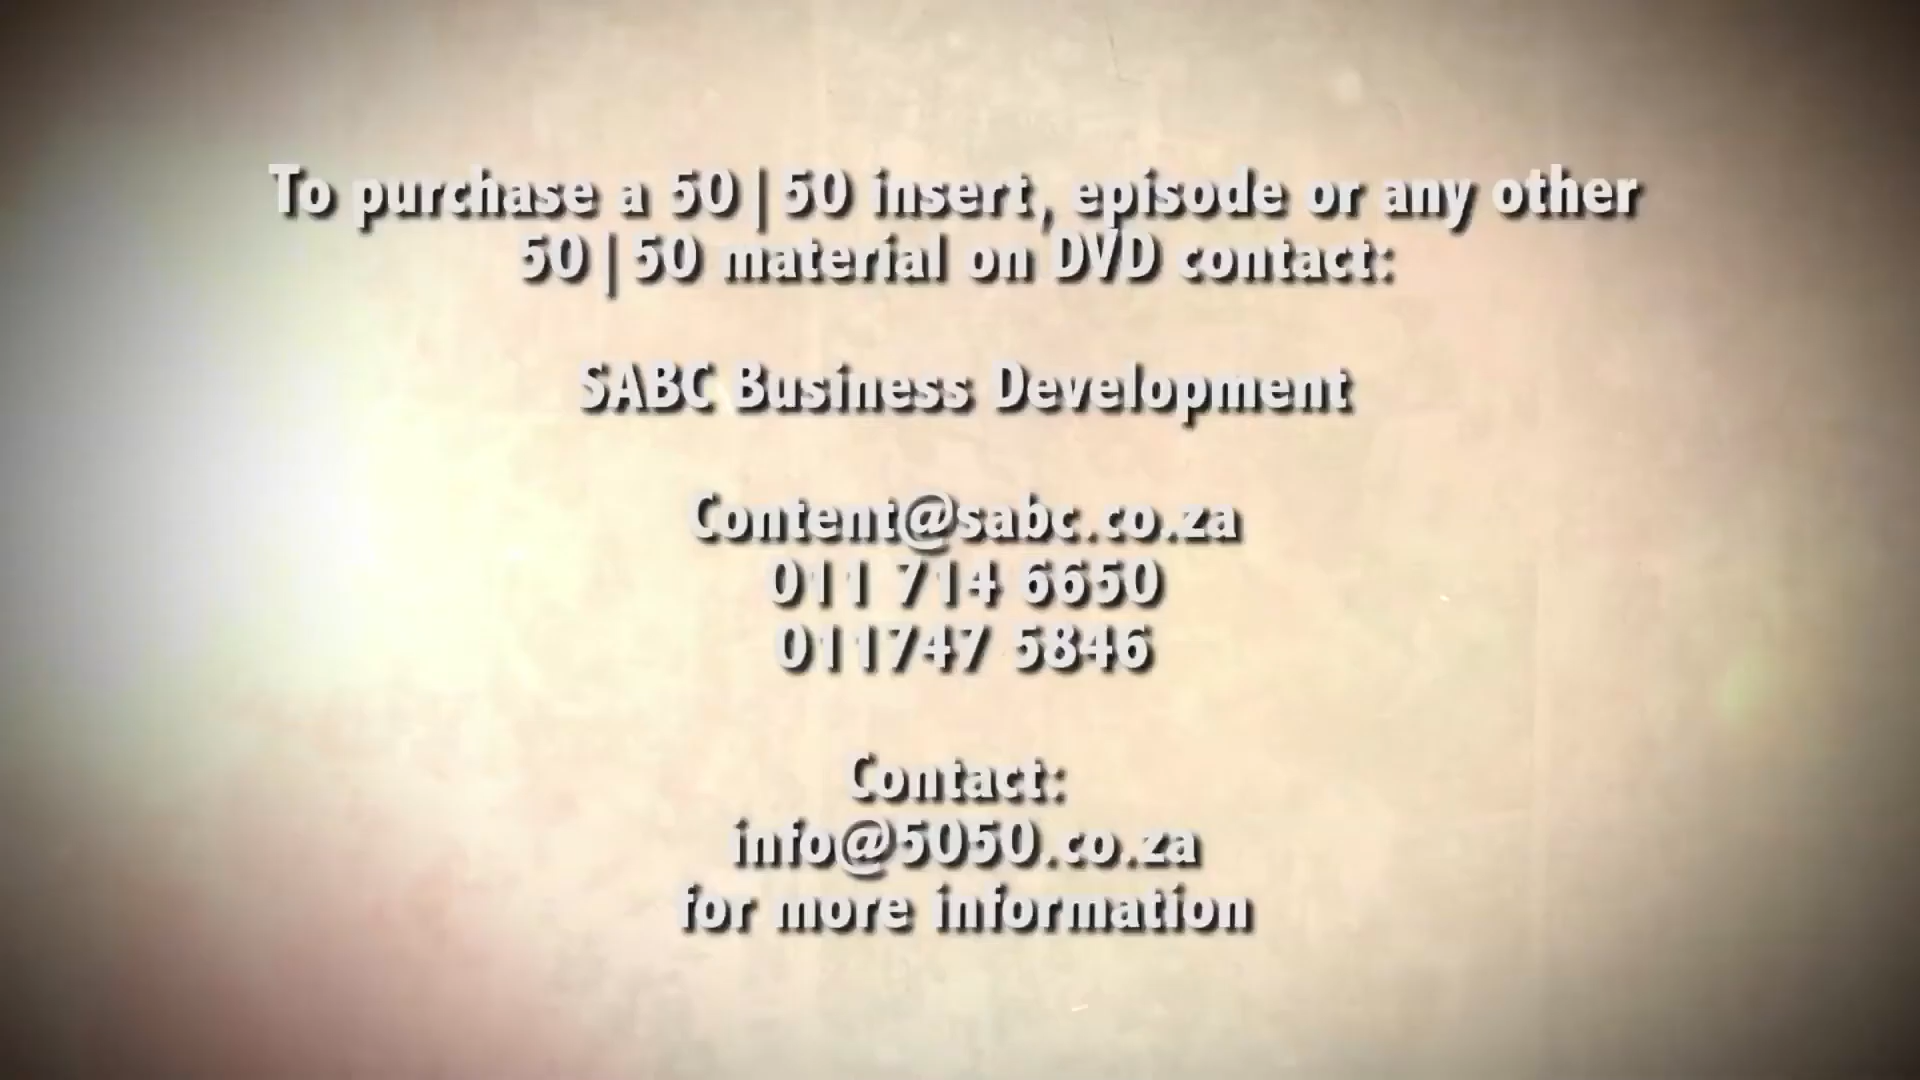 To purchase a 50|50 insert, episode or any other
50|50 material on DVD contact:
SABC Business Development
Content@sabc.co.za
011 714 6650
011747 5846
Contact:
info@5050.co.za
for more information